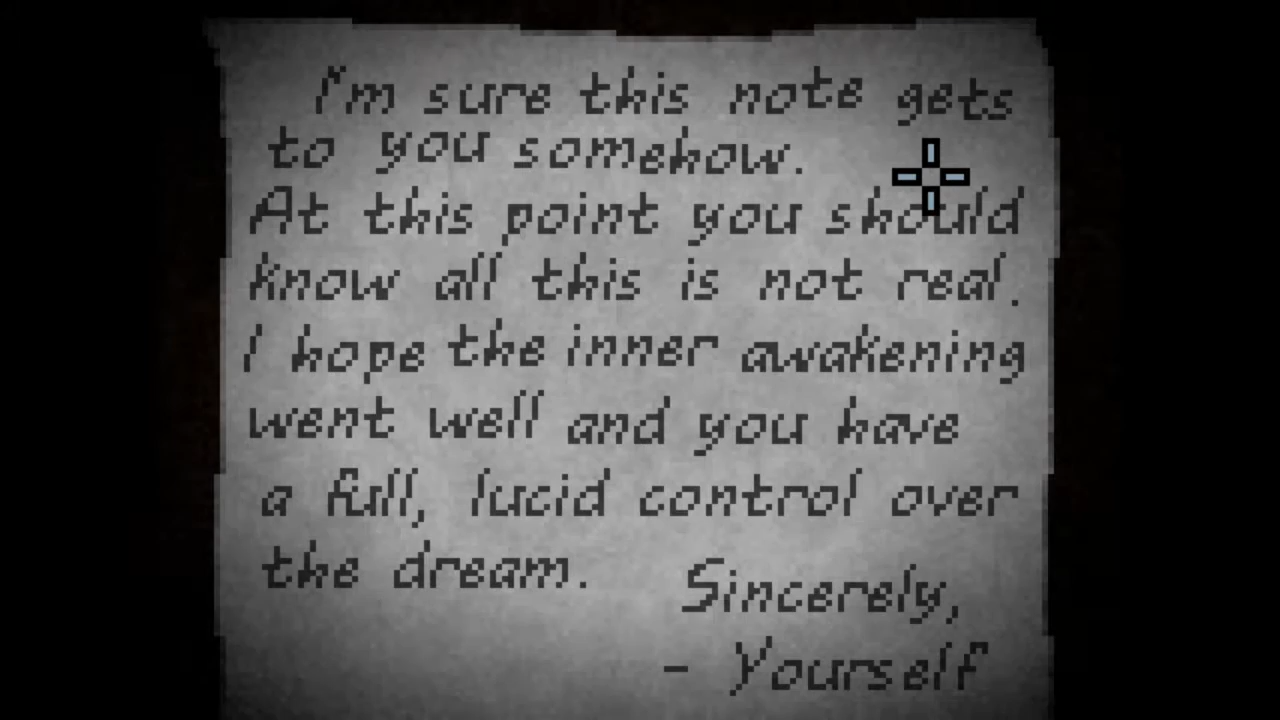 I'm sure this note gets
to you somehow.
At this point you should
know all this is not real.
I hope the inner awakening
went well and you have
a full, lucid control over
the dream.
Sincerely,
- Yourself